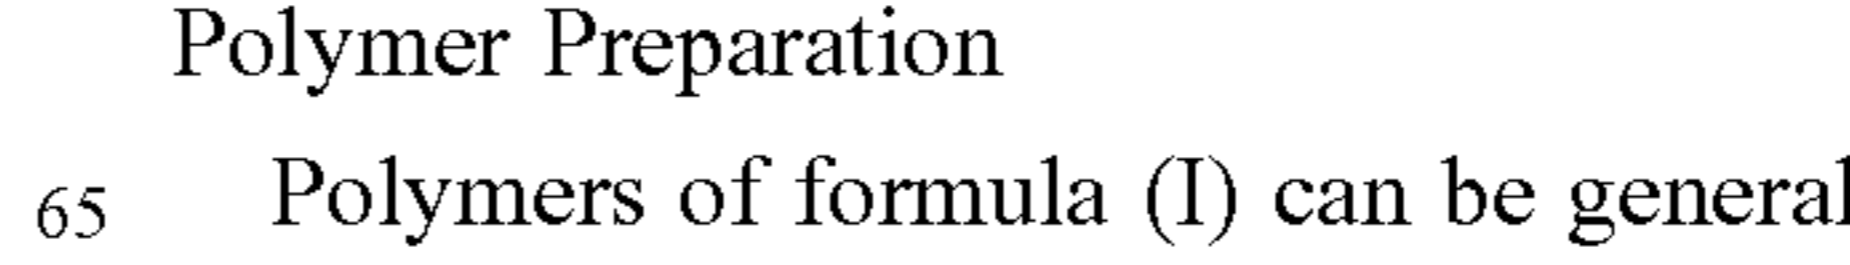 Polymer Preparation
65 Polymers of formula (I) can be general